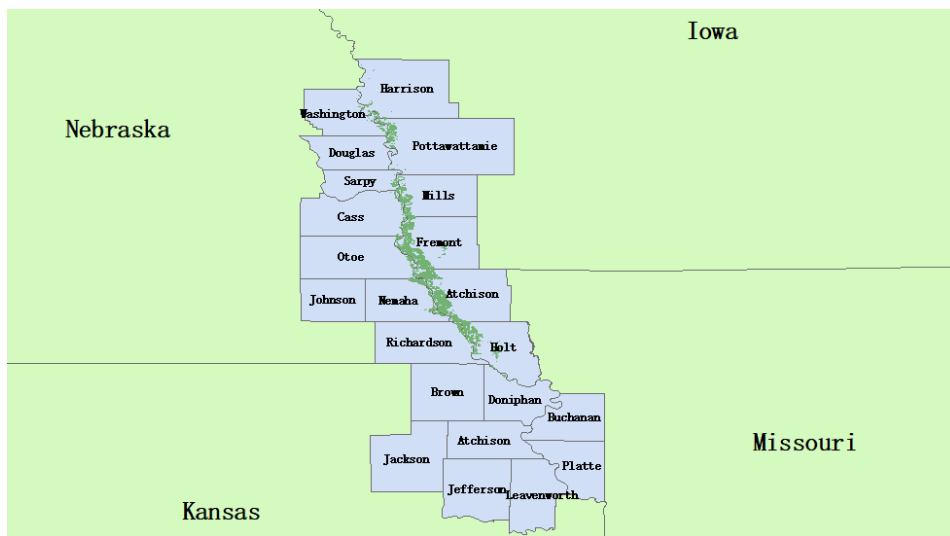 Iowa
Harrison
Washington
Nebraska
Pottawattamie
Douglas
Sarpy
Mills
Cass
Fremont
Otoe
Atchison
Johnson
Nemaha
Richardson
Holt
Brown
Doniphan
Buchanan
Atchison
Missouri
Jackson
Platte
Jefferson
Leavenworth
Kansas